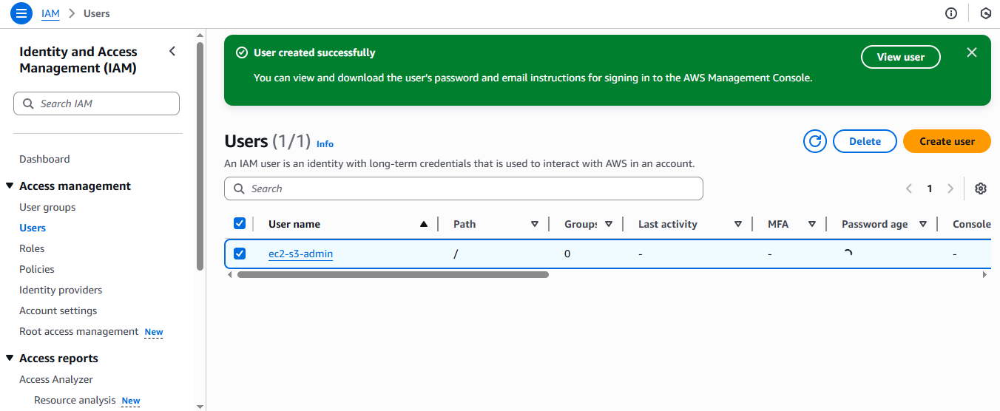 IAM > Users
Identity and Access
Management (IAM)
Search IAM
Dashboard
Access management
User groups
Users
Roles
Policies
Identity providers
Account settings
Root access management New
Access reports
Access Analyzer
Resource analysis New
User created successfully
You can view and download the user's password and email instructions for signing in to the AWS Management Console.
View user
Users (1/1) Info
Delete
Create user
An IAM user is an identity with long-term credentials that is used to interact with AWS in an account.
Search
1
User name Path Groups Last activity MFA Password age Console
ec2-s3-admin / 0 - - -